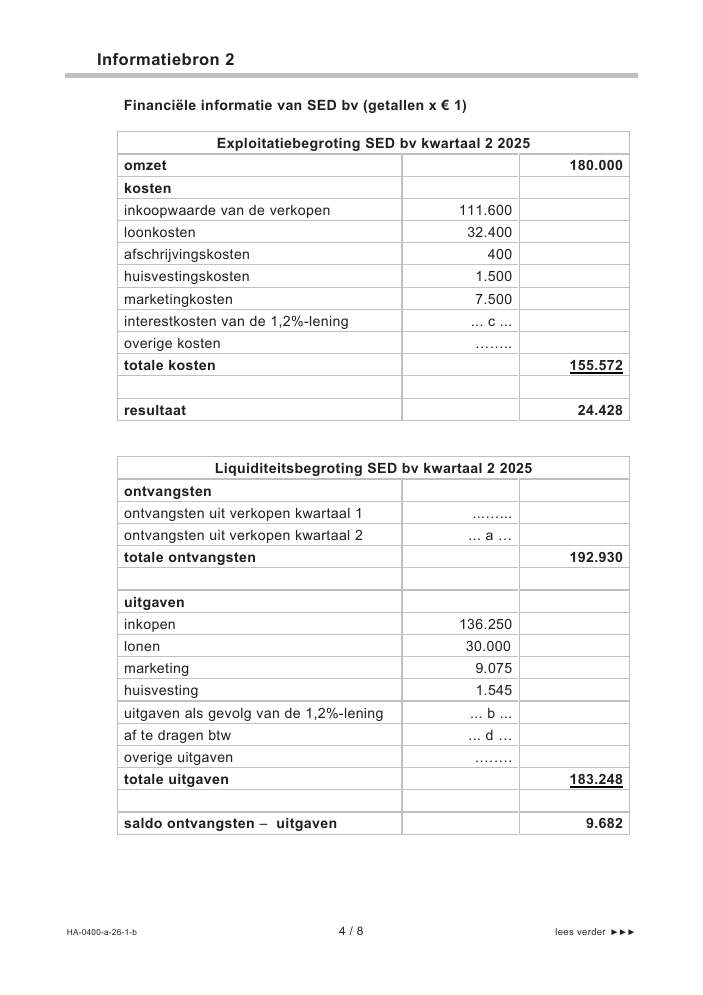 Informatiebron 2
Financiële informatie van SED bv (getallen x € 1)
Exploitatiebegroting SED bv kwartaal 2 2025
omzet 180.000
kosten
inkoopwaarde van de verkopen 111.600
loonkosten 32.400
afschrijvingskosten 400
huisvestingskosten 1.500
marketingkosten 7.500
interestkosten van de 1,2%-lening ... c ...
overige kosten ........
totale kosten 155.572
resultaat 24.428
Liquiditeitsbegroting SED bv kwartaal 2 2025
ontvangsten
ontvangsten uit verkopen kwartaal 1 .........
ontvangsten uit verkopen kwartaal 2 ... a ...
totale ontvangsten 192.930
uitgaven
inkopen 136.250
lonen 30.000
marketing 9.075
huisvesting 1.545
uitgaven als gevolg van de 1,2%-lening ... b ...
af te dragen btw ... d ...
overige uitgaven ........
totale uitgaven 183.248
saldo ontvangsten – uitgaven 9.682
HA-0400-a-26-1-b 4 / 8 lees verder ►►►